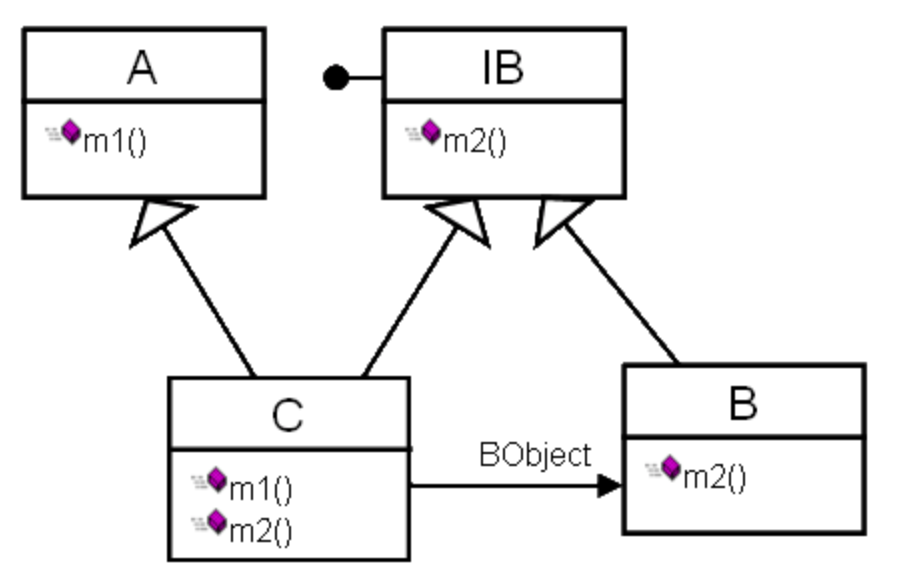 A
m1()
IB
m2()
C
m1()
m2()
BObject
B
m2()